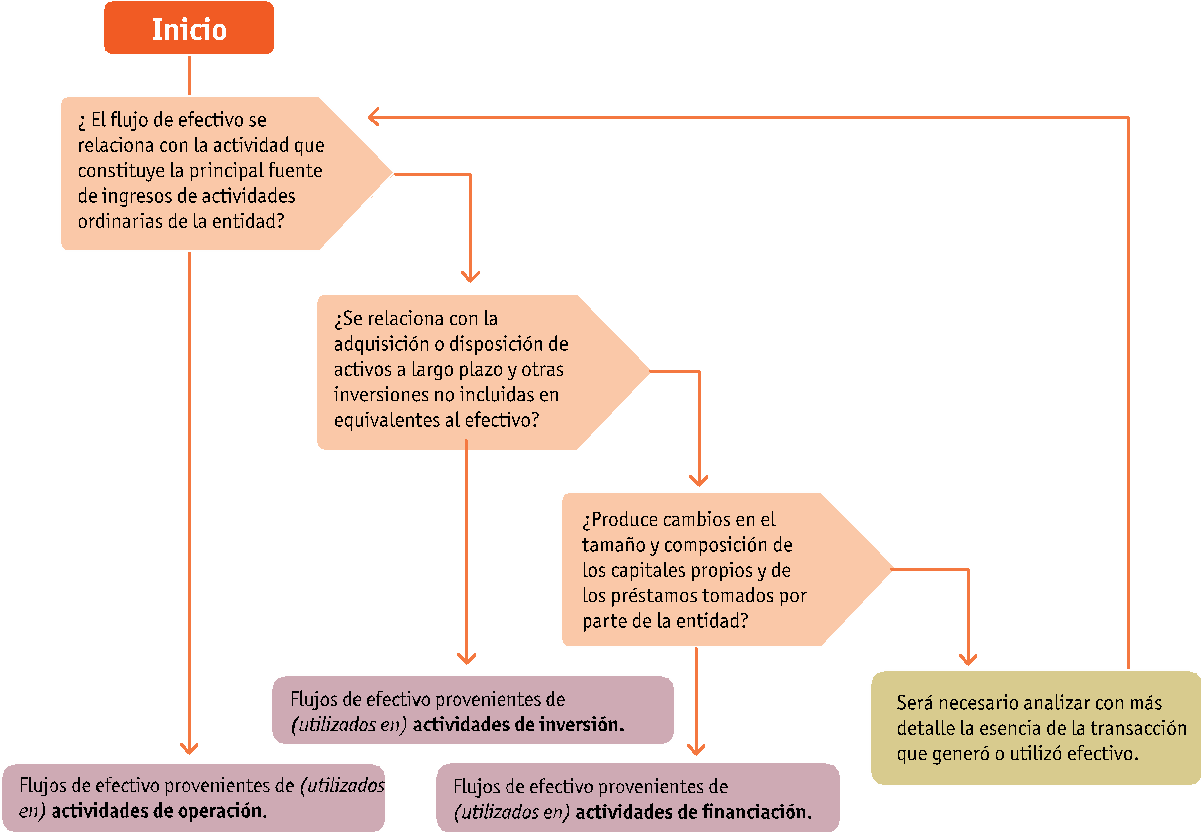 Inicio
¿ El flujo de efectivo se
relaciona con la actividad que
constituye la principal fuente
de ingresos de actividades
ordinarias de la entidad?
¿Se relaciona con la
adquisición o disposición de
activos a largo plazo y otras
inversiones no incluidas en
equivalentes al efectivo?
¿Produce cambios en el
tamaño y composición de
los capitales propios y de
los préstamos tomados por
parte de la entidad?
Flujos de efectivo provenientes de
(utilizados en) actividades de inversión.
Será necesario analizar con más
detalle la esencia de la transacción
que generó o utilizó efectivo.
Flujos de efectivo provenientes de (utilizados
en) actividades de operación.
Flujos de efectivo provenientes de
(utilizados en) actividades de financiación.